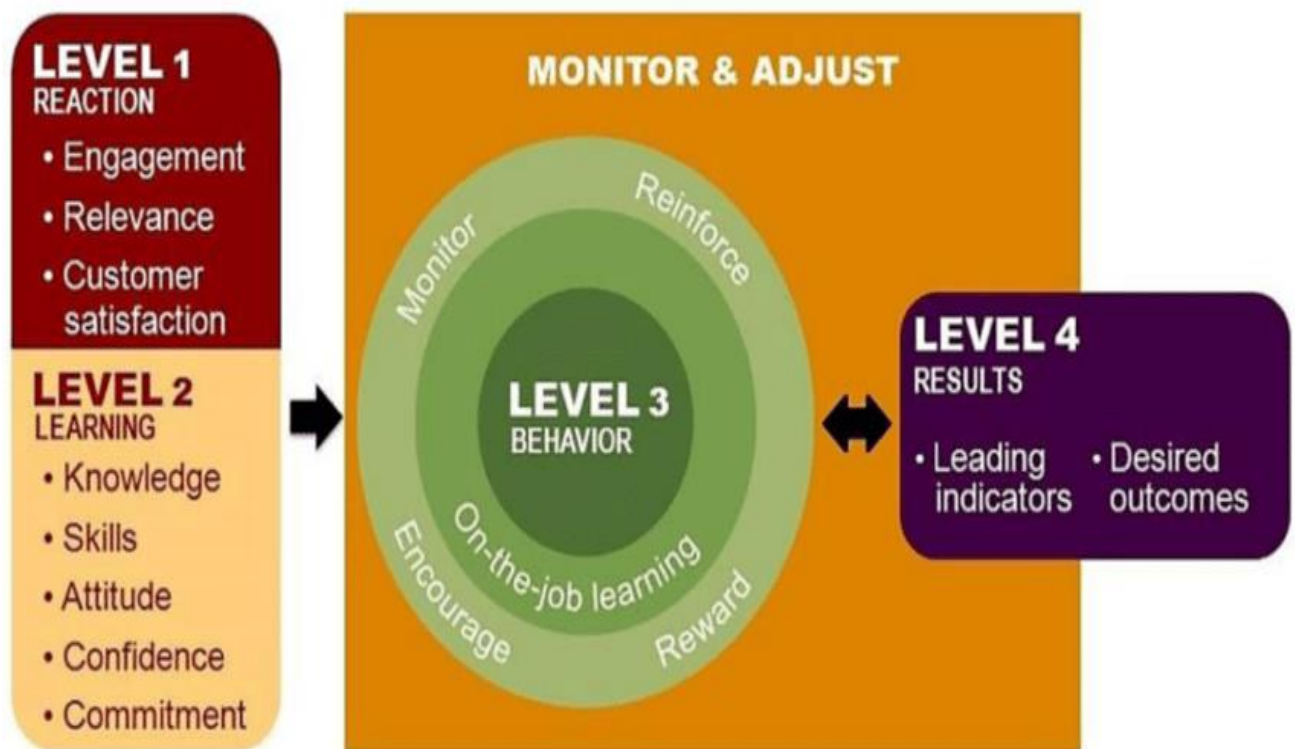 LEVEL 1
REACTION
• Engagement
• Relevance
• Customer
satisfaction
LEVEL 2
LEARNING
• Knowledge
• Skills
• Attitude
• Confidence
• Commitment
MONITOR & ADJUST
Monitor
Reinforce
LEVEL 3
BEHAVIOR
On-the-job learning
Encourage
Reward
LEVEL 4
RESULTS
• Leading
indicators
• Desired
outcomes